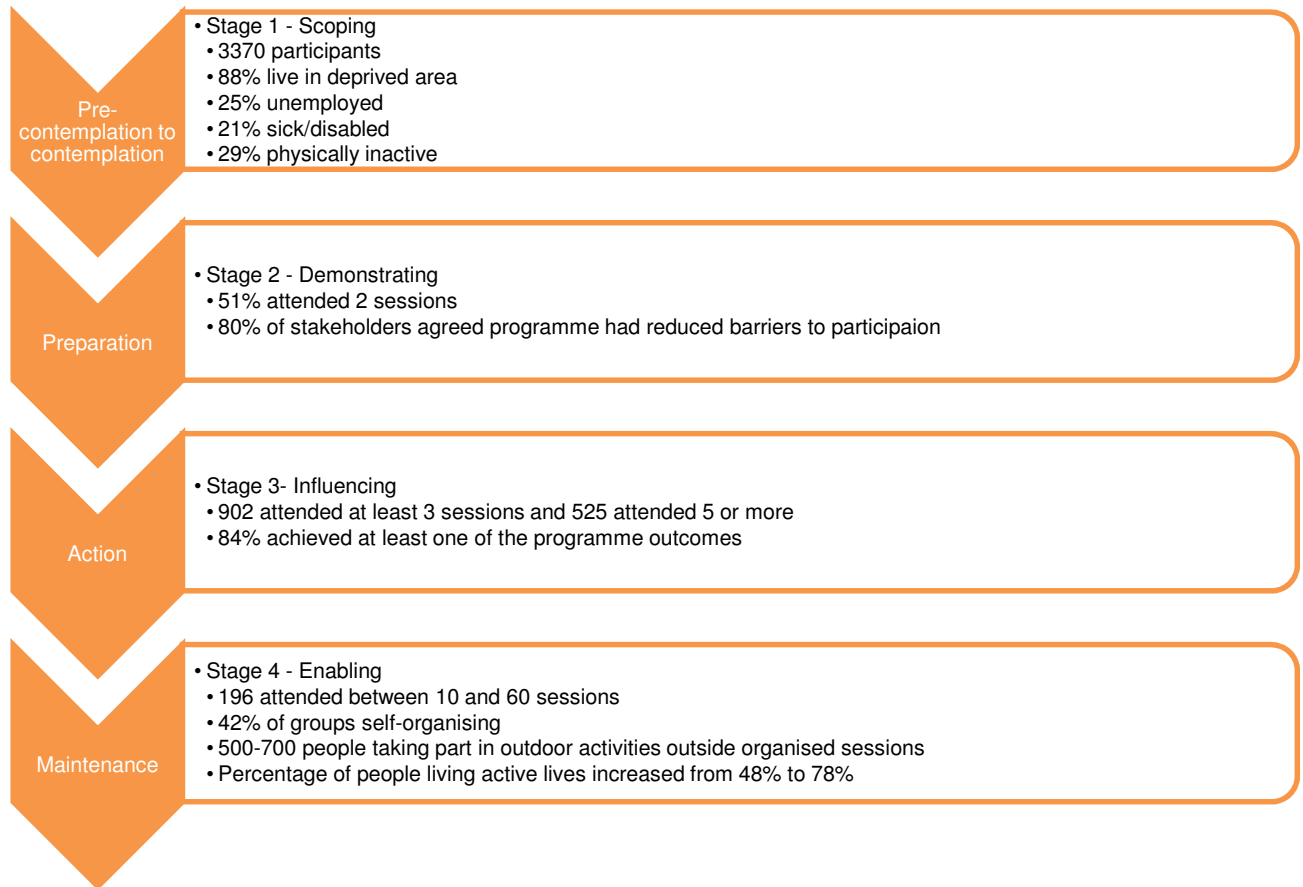 Pre-
contemplation to
contemplation
• Stage 1 - Scoping
• 3370 participants
• 88% live in deprived area
• 25% unemployed
• 21% sick/disabled
• 29% physically inactive
Preparation
• Stage 2 - Demonstrating
• 51% attended 2 sessions
• 80% of stakeholders agreed programme had reduced barriers to participaion
Action
• Stage 3- Influencing
• 902 attended at least 3 sessions and 525 attended 5 or more
• 84% achieved at least one of the programme outcomes
Maintenance
• Stage 4 - Enabling
• 196 attended between 10 and 60 sessions
• 42% of groups self-organising
• 500-700 people taking part in outdoor activities outside organised sessions
• Percentage of people living active lives increased from 48% to 78%